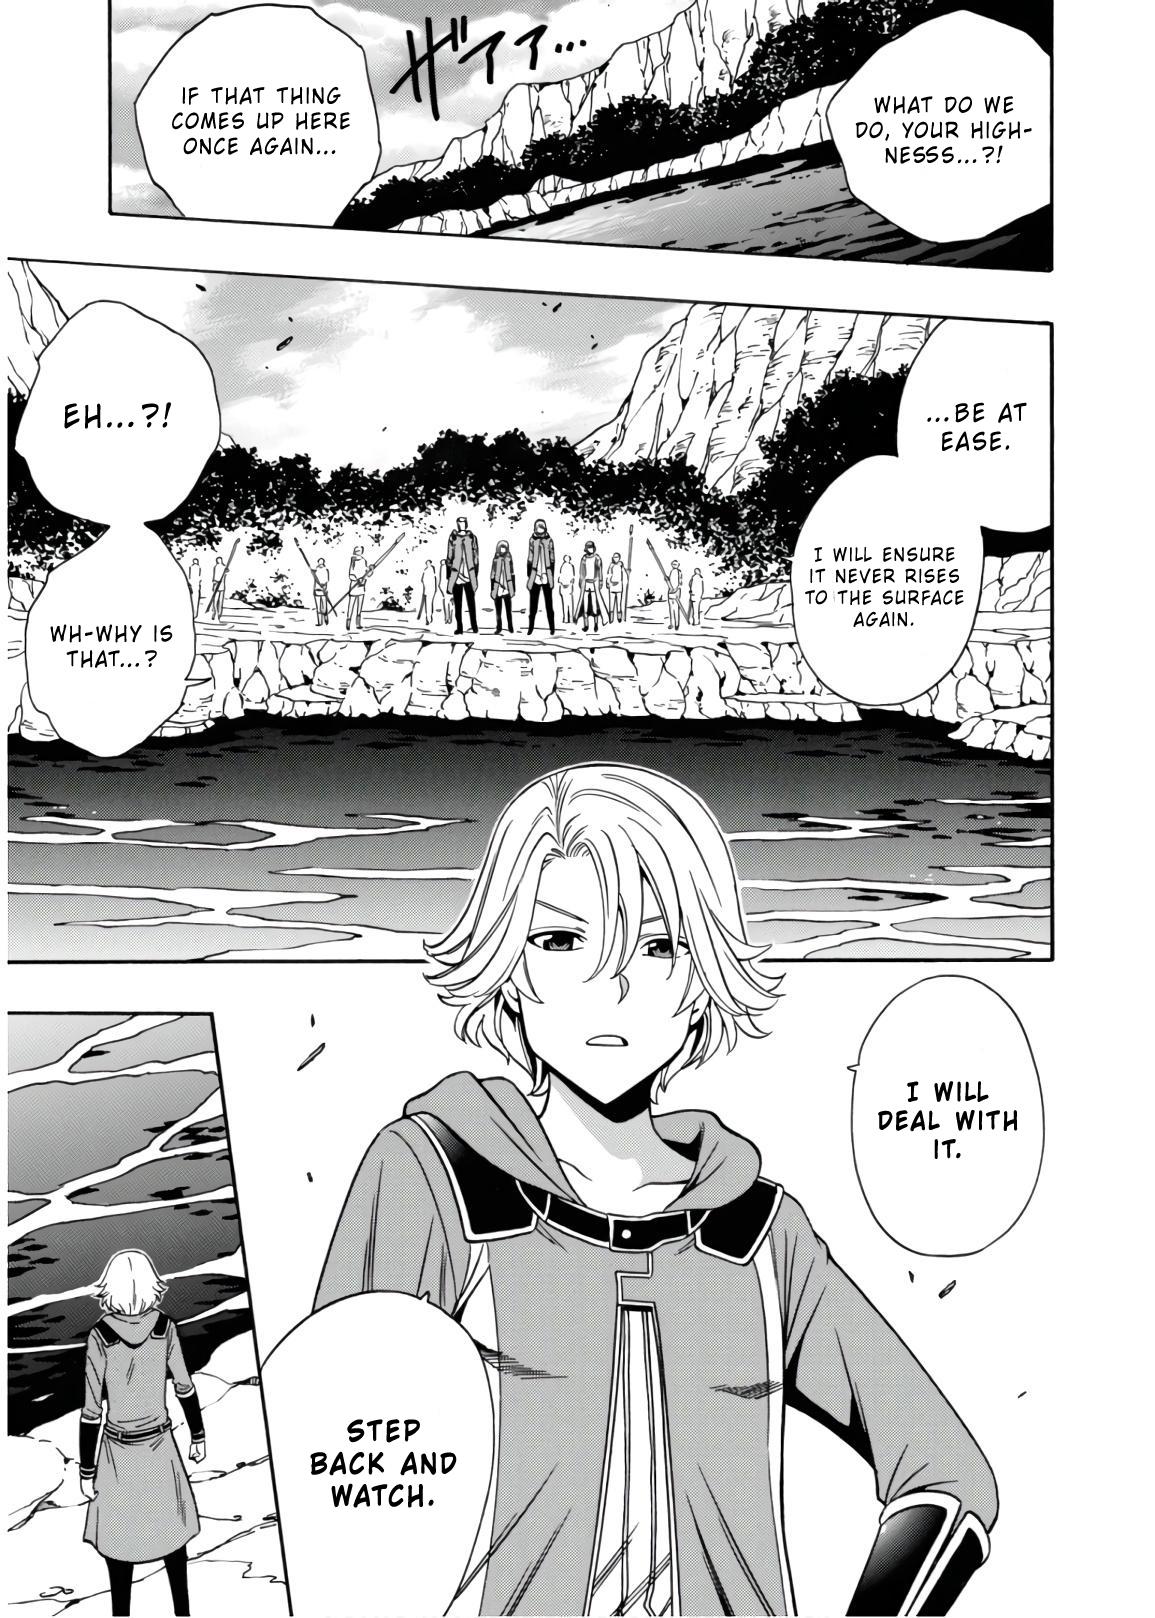 WHAT DO WE
DO, YOUR HIGH-
NESSS...?!
ザァァ...
IF THAT THING
COMES UP HERE
ONCE AGAIN...
...BE AT
EASE.
I WILL ENSURE
IT NEVER RISES
TO THE SURFACE
AGAIN.
EH...?!
WH-WHY IS
THAT...?
I WILL
DEAL WITH
IT.
STEP
BACK AND
WATCH.